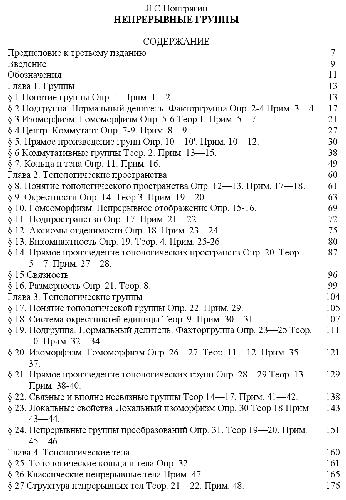 Л С Понтрягин
НЕПРЕРЫВНЫЕ ГРУППЫ
СОДЕРЖАНИЕ
Предисловие к третьему изданию 7
Введение 9
Обозначения 11
Глава 1. Группы 13
§ 1 Понятие группы Опр. 1. Прим. 1—2. 13
§ 2 Подгруппа. Нормальный делитель. Факторгруппа Опр. 2-4 Прим. 3—4. 17
§ 3 Изоморфизм. Гомоморфизм Опр. 5-6 Теор 1. Прим. 5—7. 21
§ 4 Центр. Коммутант Опр. 7-9. Прим. 8—9. 27
§ 5. Прямое произведение групп Опр. 10—10'. Прим. 10—12. 30
§ 6 Коммутативные группы Теор. 2. Прим. 13—15. 38
§ 7. Кольца и тела Опр. 11. Прим. 16. 49
Глава 2. Топологические пространства 60
§ 8. Понятие топологического пространства Опр. 12—13. Прим. 17—18. 61
§ 9. Окрестности Опр. 14. Теор 3. Прим. 19—20. 63
§ 10. Гомеоморфизм. Непрерывное отображение Опр. 15-16. 69
§ 11. Подпространство Опр. 17. Прим. 21—22. 72
§ 12. Аксиомы отделимости Опр. 18. Прим. 23—24. 75
§ 13. Бикомпактность Опр. 19. Теор. 4. Прим. 25-26. 80
§ 14. Прямое произведение топологических пространств Опр. 20. Теор. 87
5—7. Прим. 27—28.
§ 15 Связность 96
§ 16. Размерность Опр. 21. Теор. 8. 99
Глава 3. Топологические группы 104
§ 17. Понятие топологической группы Опр. 22. Прим. 29. 105
§ 18. Система окрестностей единицы Теор. 9. Прим. 30—31. 107
§ 19. Подгруппа. Нормальный делитель. Факторгруппа Опр. 23—25 Теор. 111
10. Прим. 32—34.
§ 20. Изоморфизм. Гомоморфизм Опр. 26—27. Теор. 11—12. Прим. 35— 121
37.
§ 21. Прямое произведение топологических групп Опр. 28—29 Теор. 13. 129
Прим. 38-40.
§ 22. Связные и вполне несвязные группы Теор 14—17. Прим. 41—42. 138
§ 23. Локальные свойства. Локальный изоморфизм Опр. 30 Теор 18 Прим. 143
43—44.
§ 24. Непрерывные группы преобразований Опр. 31. Теор 19—20. Прим. 151
45—46.
Глава 4. Топологические тела 160
§ 25. Топологические кольца и тела Опр. 32. 161
§ 26 Классические непрерывные тела Прим. 47. 165
§ 27 Структура непрерывных тел Теор. 21—22. Прим. 48. 176